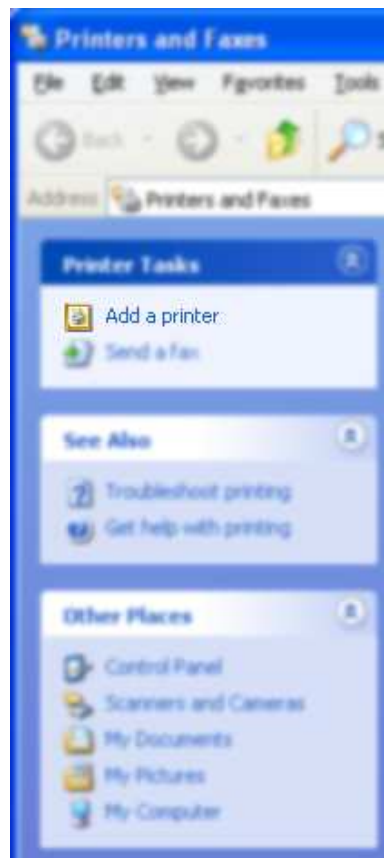 Printers and Faxes
File Edit View Favorites Tools
Back
Address Printers and Faxes
Printer Tasks
Add a printer
Send a fax
See Also
Troubleshoot printing
Get help with printing
Other Places
Control Panel
Scanners and Cameras
My Documents
My Pictures
My Computer